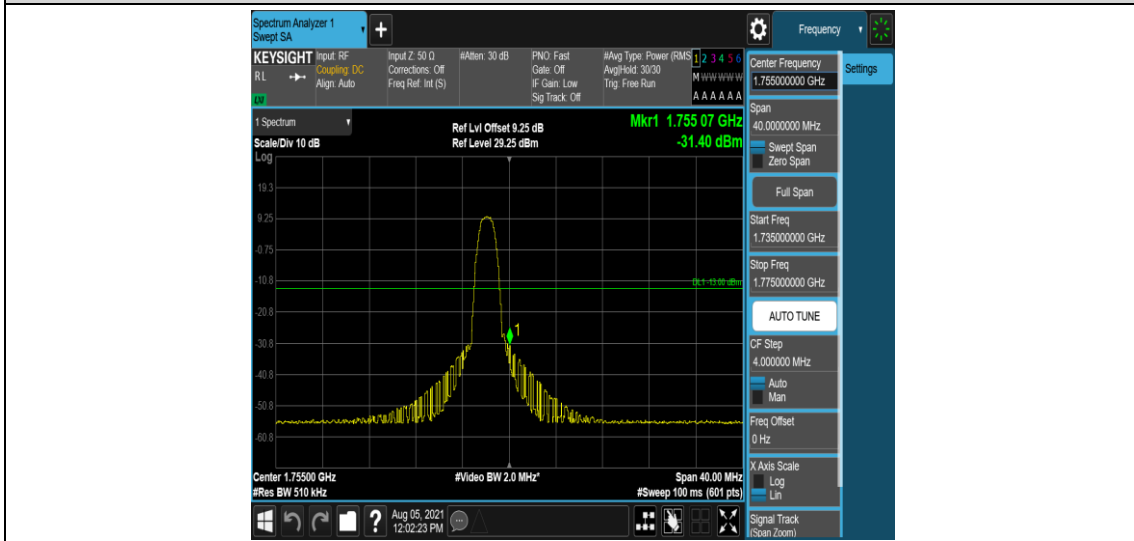 Spectrum Analyzer 1
Swept SA
Frequency
KEYSIGHT
RL
LXI
Input: RF
Coupling: DC
Align: Auto
Input Z: 50 Ω
Corrections: Off
Freq Ref: Int (S)
#Atten: 30 dB
PNO: Fast
Gate: Off
IF Gain: Low
Sig Track: Off
#Avg Type: Power (RMS
Avg|Hold: 30/30
Trig: Free Run
1 2 3 4 5 6
M W W W W W
A A A A A A
1 Spectrum
Scale/Div 10 dB
Log
Ref Lvl Offset 9.25 dB
Ref Level 29.25 dBm
Mkr1 1.755 07 GHz
-31.40 dBm
19.3
9.25
-0.75
-10.8
DL1 -13.00 dBm
-20.8
1
-30.8
-40.8
-50.8
-60.8
Center 1.75500 GHz
#Res BW 510 kHz
#Video BW 2.0 MHz*
Span 40.00 MHz
#Sweep 100 ms (601 pts)
Center Frequency
1.755000000 GHz
Settings
Span
40.0000000 MHz
Swept Span
Zero Span
Full Span
Start Freq
1.735000000 GHz
Stop Freq
1.775000000 GHz
AUTO TUNE
CF Step
4.000000 MHz
Auto
Man
Freq Offset
0 Hz
X Axis Scale
Log
Lin
Signal Track
(Span Zoom)
?
Aug 05, 2021
12:02:23 PM